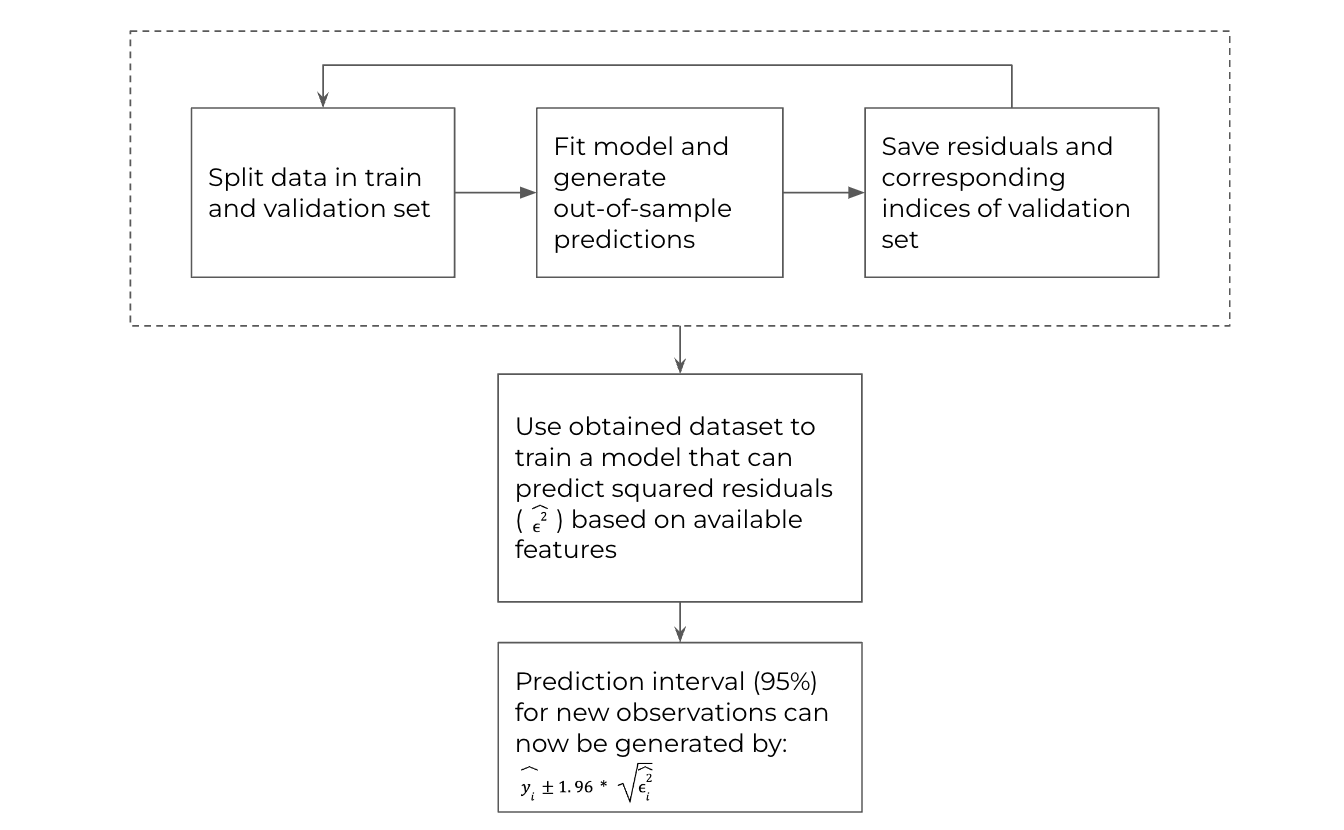 Split data in train
and validation set
Fit model and
generate
out-of-sample
predictions
Save residuals and
corresponding
indices of validation
set
Use obtained dataset to
train a model that can
predict squared residuals
( $\widehat{\epsilon^2}$ ) based on available
features
Prediction interval (95%)
for new observations can
now be generated by:
$\widehat{y_i} \pm 1.96 * \sqrt{\widehat{\epsilon_i^2}}$